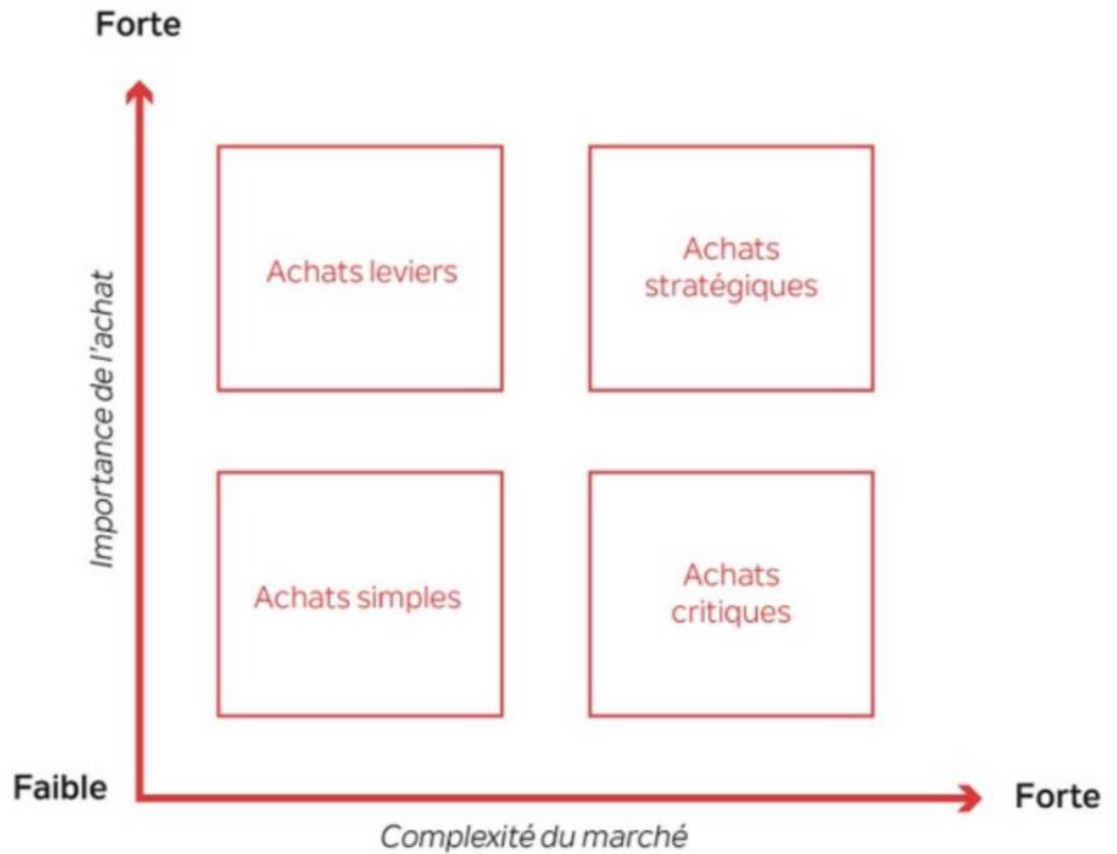 Forte
Importance de l'achat
Achats leviers
Achats
stratégiques
Achats simples
Achats
critiques
Faible
Forte
Complexité du marché